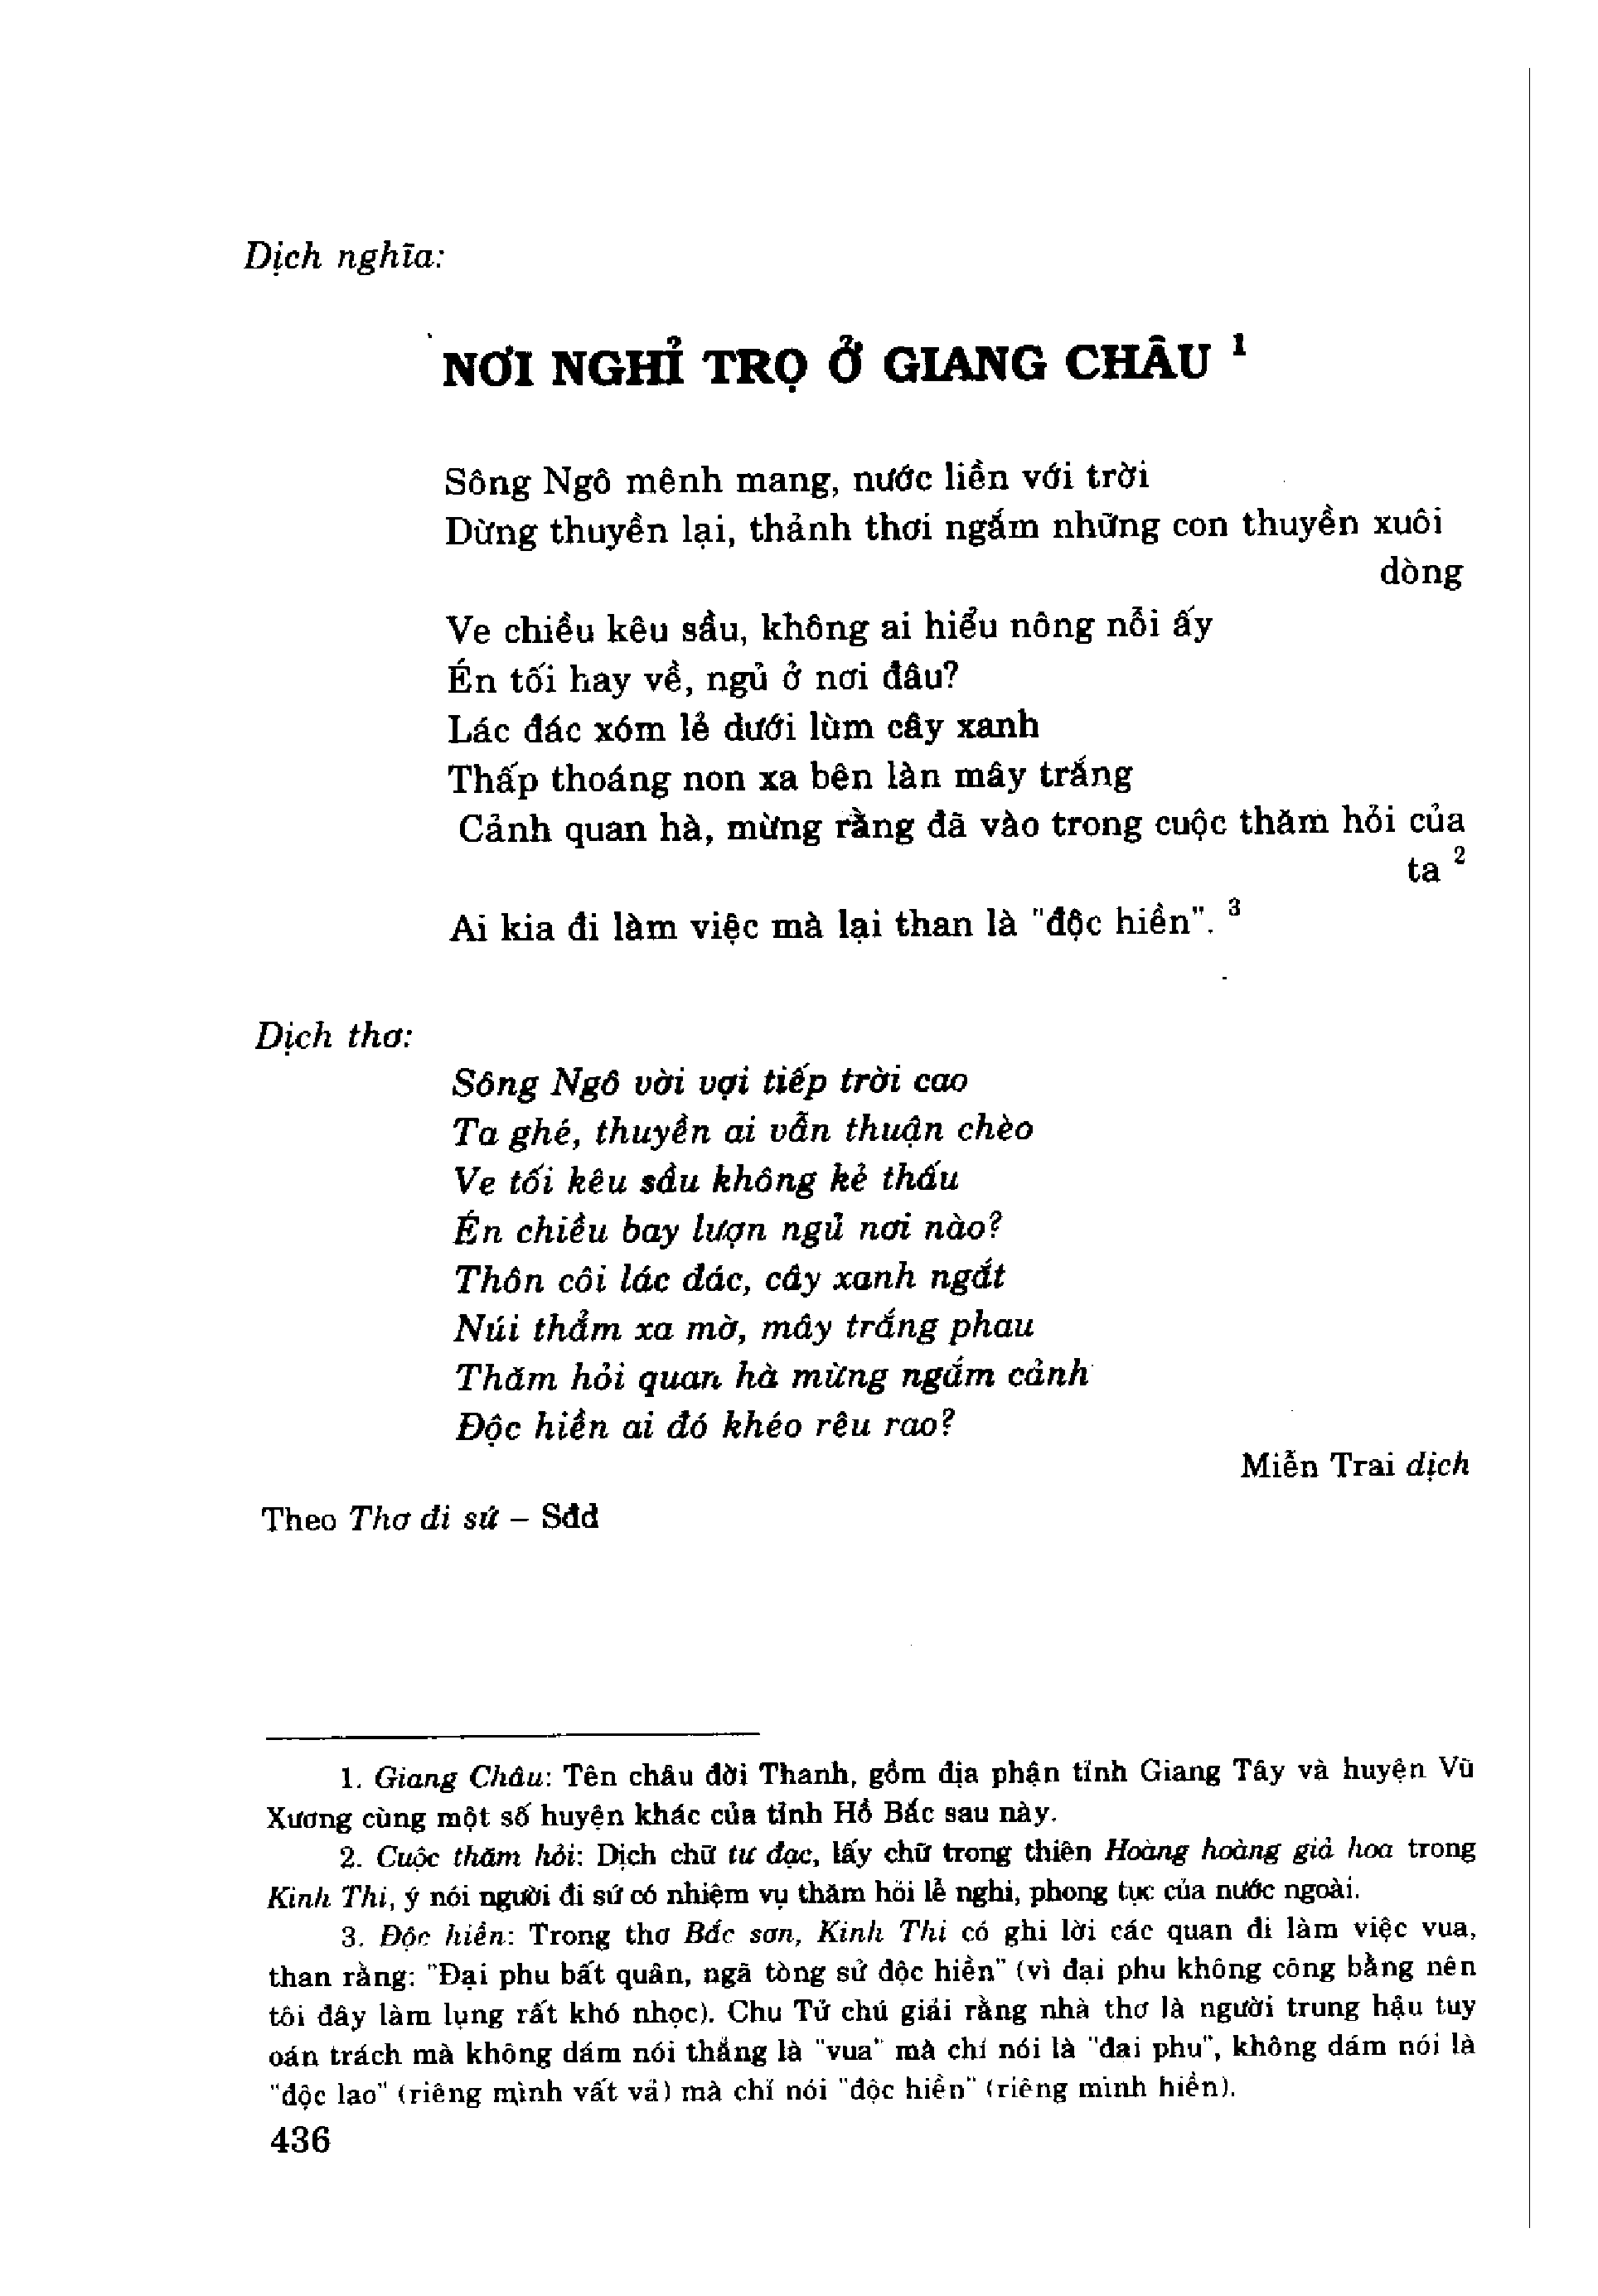 Dịch nghĩa:
NƠI NGHỈ TRỌ Ở GIANG CHÂU ¹
Sông Ngô mênh mang, nước liền với trời
Dừng thuyền lại, thảnh thơi ngắm những con thuyền xuôi
dòng
Ve chiều kêu sầu, không ai hiểu nông nỗi ấy
Én tối hay về, ngủ ở nơi đâu?
Lác đác xóm lẻ dưới lùm cây xanh
Thấp thoáng non xa bên làn mây trắng
Cảnh quan hà, mừng rằng đã vào trong cuộc thăm hỏi của
ta ²
Ai kia đi làm việc mà lại than là "độc hiền". ³
Dịch thơ:
Sông Ngô vời vợi tiếp trời cao
Ta ghé, thuyền ai vẫn thuận chèo
Ve tối kêu sầu không kẻ thấu
Én chiều bay lượn ngủ nơi nào?
Thôn côi lác đác, cây xanh ngắt
Núi thẳm xa mờ, mây trắng phau
Thăm hỏi quan hà mừng ngắm cảnh
Độc hiền ai đó khéo rêu rao?
Miễn Trai dịch
Theo Thơ đi sứ – Sđd
1. Giang Châu: Tên châu đời Thanh, gồm địa phận tỉnh Giang Tây và huyện Vũ
Xương cùng một số huyện khác của tỉnh Hồ Bắc sau này.
2. Cuộc thăm hỏi: Dịch chữ tư đạc, lấy chữ trong thiên Hoàng hoàng giả hoa trong
Kinh Thi, ý nói người đi sứ có nhiệm vụ thăm hỏi lễ nghi, phong tục của nước ngoài.
3. Độc hiền: Trong thơ Bắc sơn, Kinh Thi có ghi lời các quan đi làm việc vua,
than rằng: "Đại phu bất quân, ngã tòng sử độc hiền" (vì đại phu không công bằng nên
tôi đây làm lụng rất khó nhọc). Chu Tử chú giải rằng nhà thơ là người trung hậu tuy
oán trách mà không dám nói thẳng là "vua" mà chỉ nói là "đại phu", không dám nói là
"độc lao" (riêng mình vất vả) mà chỉ nói "độc hiền" (riêng mình hiền).
436